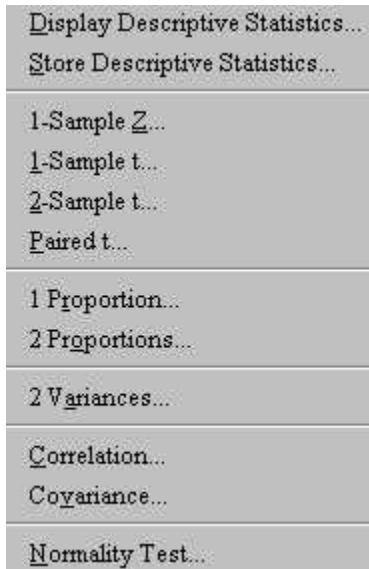 Display Descriptive Statistics...
Store Descriptive Statistics...
1-Sample Z...
1-Sample t...
2-Sample t...
Paired t...
1 Proportion...
2 Proportions...
2 Variances...
Correlation...
Covariance...
Normality Test...